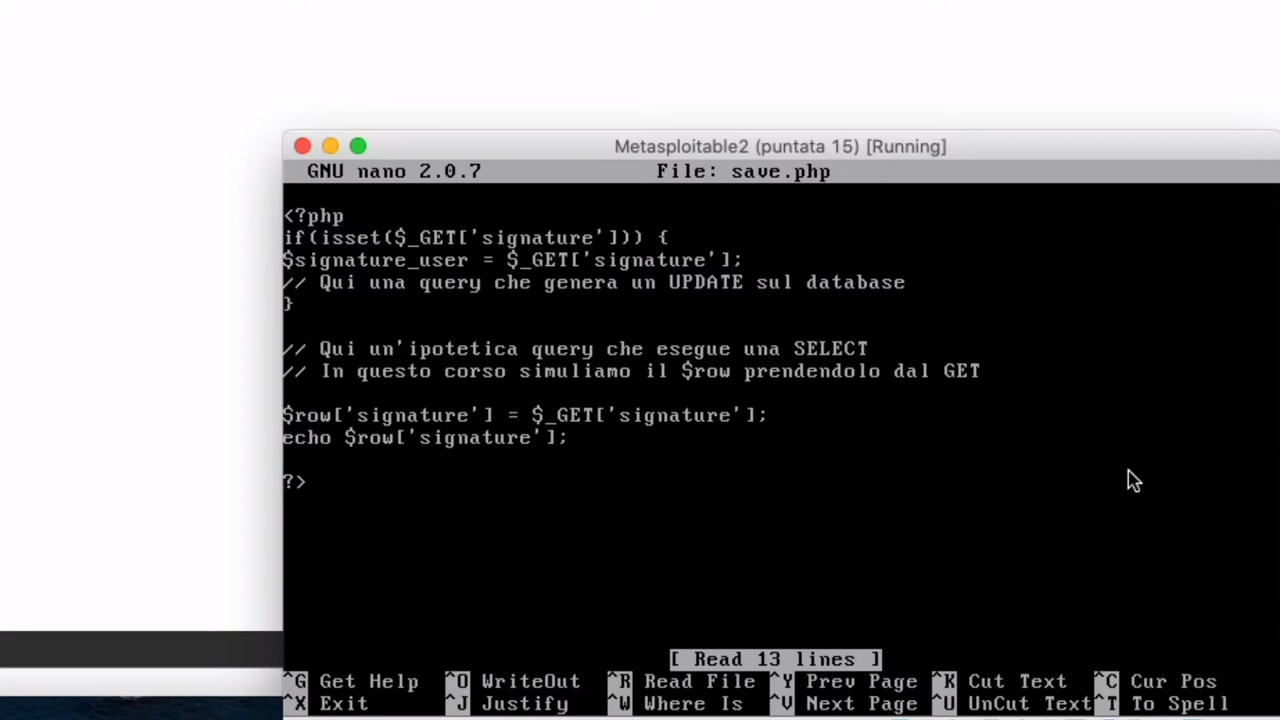 Metasploitable2 (puntata 15) [Running]
GNU nano 2.0.7 File: save.php
<?php
if(isset($_GET['signature'])) {
$signature_user = $_GET['signature'];
// Qui una query che genera un UPDATE sul database
}
// Qui un'ipotetica query che esegue una SELECT
// In questo corso simuliamo il $row prendendolo dal GET
$row['signature'] = $_GET['signature'];
echo $row['signature'];
?>
[ Read 13 lines ]
^G Get Help ^O WriteOut ^R Read File ^Y Prev Page ^K Cut Text ^C Cur Pos
^X Exit ^J Justify ^W Where Is ^V Next Page ^U UnCut Text ^T To Spell